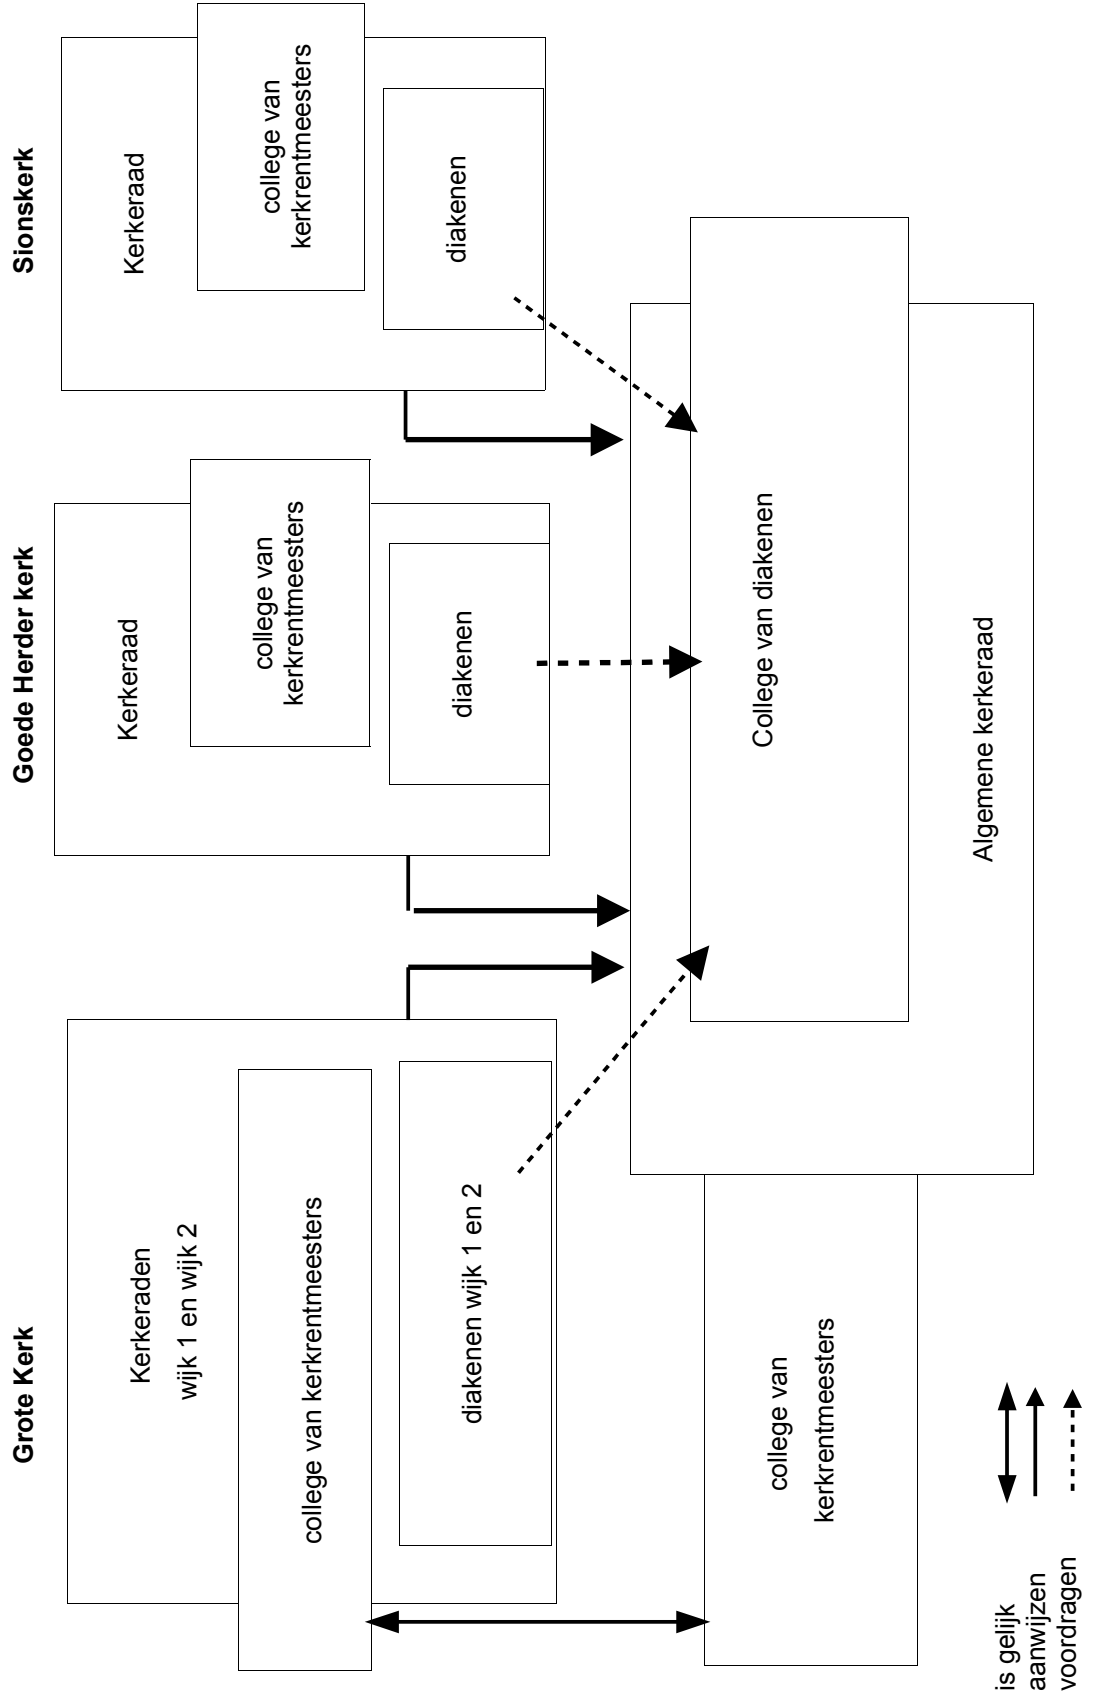 Grote Kerk
Kerkeraden
wijk 1 en wijk 2
college van kerkrentmeesters
diakenen wijk 1 en 2
Goede Herder kerk
Kerkeraad
college van
kerkrentmeesters
diakenen
Sionskerk
Kerkeraad
college van
kerkrentmeesters
diakenen
college van
kerkrentmeesters
College van diakenen
Algemene kerkeraad
is gelijk
aanwijzen
voordragen